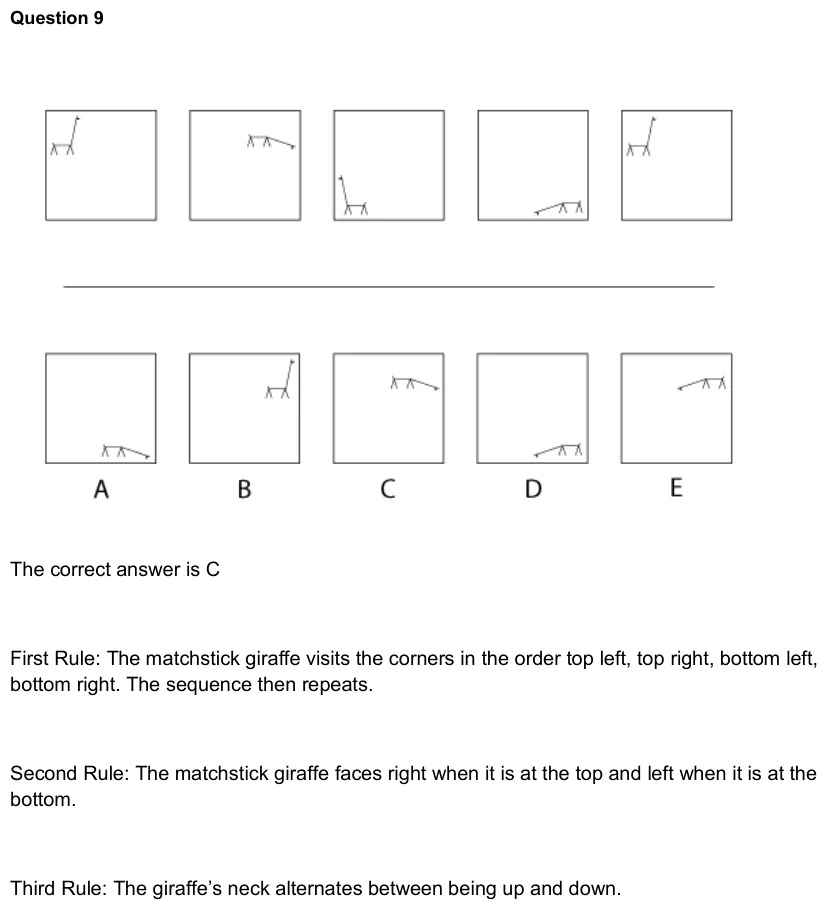 Question 9
A B C D E
The correct answer is C
First Rule: The matchstick giraffe visits the corners in the order top left, top right, bottom left,
bottom right. The sequence then repeats.
Second Rule: The matchstick giraffe faces right when it is at the top and left when it is at the
bottom.
Third Rule: The giraffe’s neck alternates between being up and down.